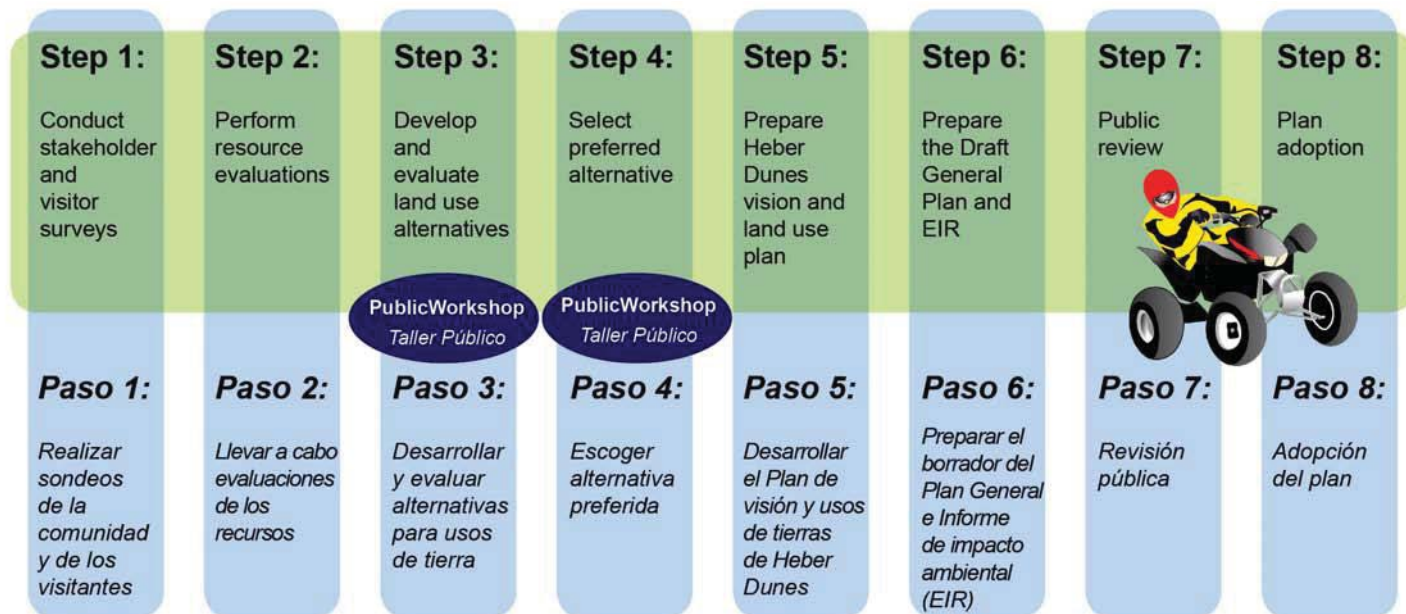 Step 1:
Conduct
stakeholder
and
visitor
surveys
Step 2:
Perform
resource
evaluations
Step 3:
Develop
and
evaluate
land use
alternatives
Step 4:
Select
preferred
alternative
Step 5:
Prepare
Heber
Dunes
vision and
land use
plan
Step 6:
Prepare
the Draft
General
Plan and
EIR
Step 7:
Public
review
Step 8:
Plan
adoption
PublicWorkshop
Taller Público
PublicWorkshop
Taller Público
Paso 1:
Realizar
sondeos
de la
comunidad
y de los
visitantes
Paso 2:
Llevar a cabo
evaluaciones
de los
recursos
Paso 3:
Desarrollar
y evaluar
alternativas
para usos
de tierra
Paso 4:
Escoger
alternativa
preferida
Paso 5:
Desarrollar
el Plan de
visión y usos
de tierras
de Heber
Dunes
Paso 6:
Preparar el
borrador del
Plan General
e Informe
de impacto
ambiental
(EIR)
Paso 7:
Revisión
pública
Paso 8:
Adopción
del plan